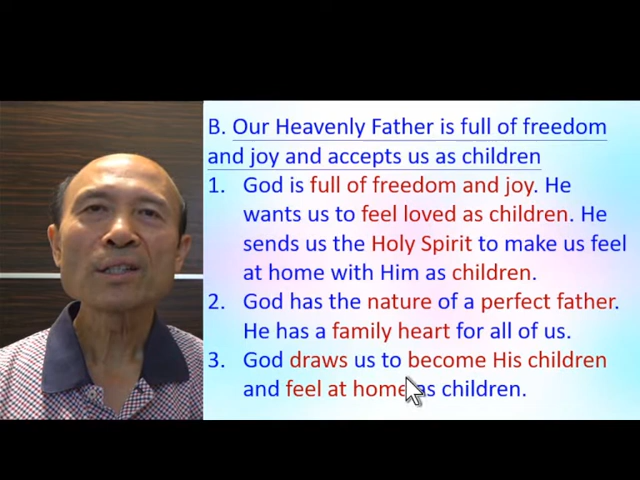 B. Our Heavenly Father is full of freedom
and joy and accepts us as children
1. God is full of freedom and joy. He
wants us to feel loved as children. He
sends us the Holy Spirit to make us feel
at home with Him as children.
2. God has the nature of a perfect father.
He has a family heart for all of us.
3. God draws us to become His children
and feel at home as children.